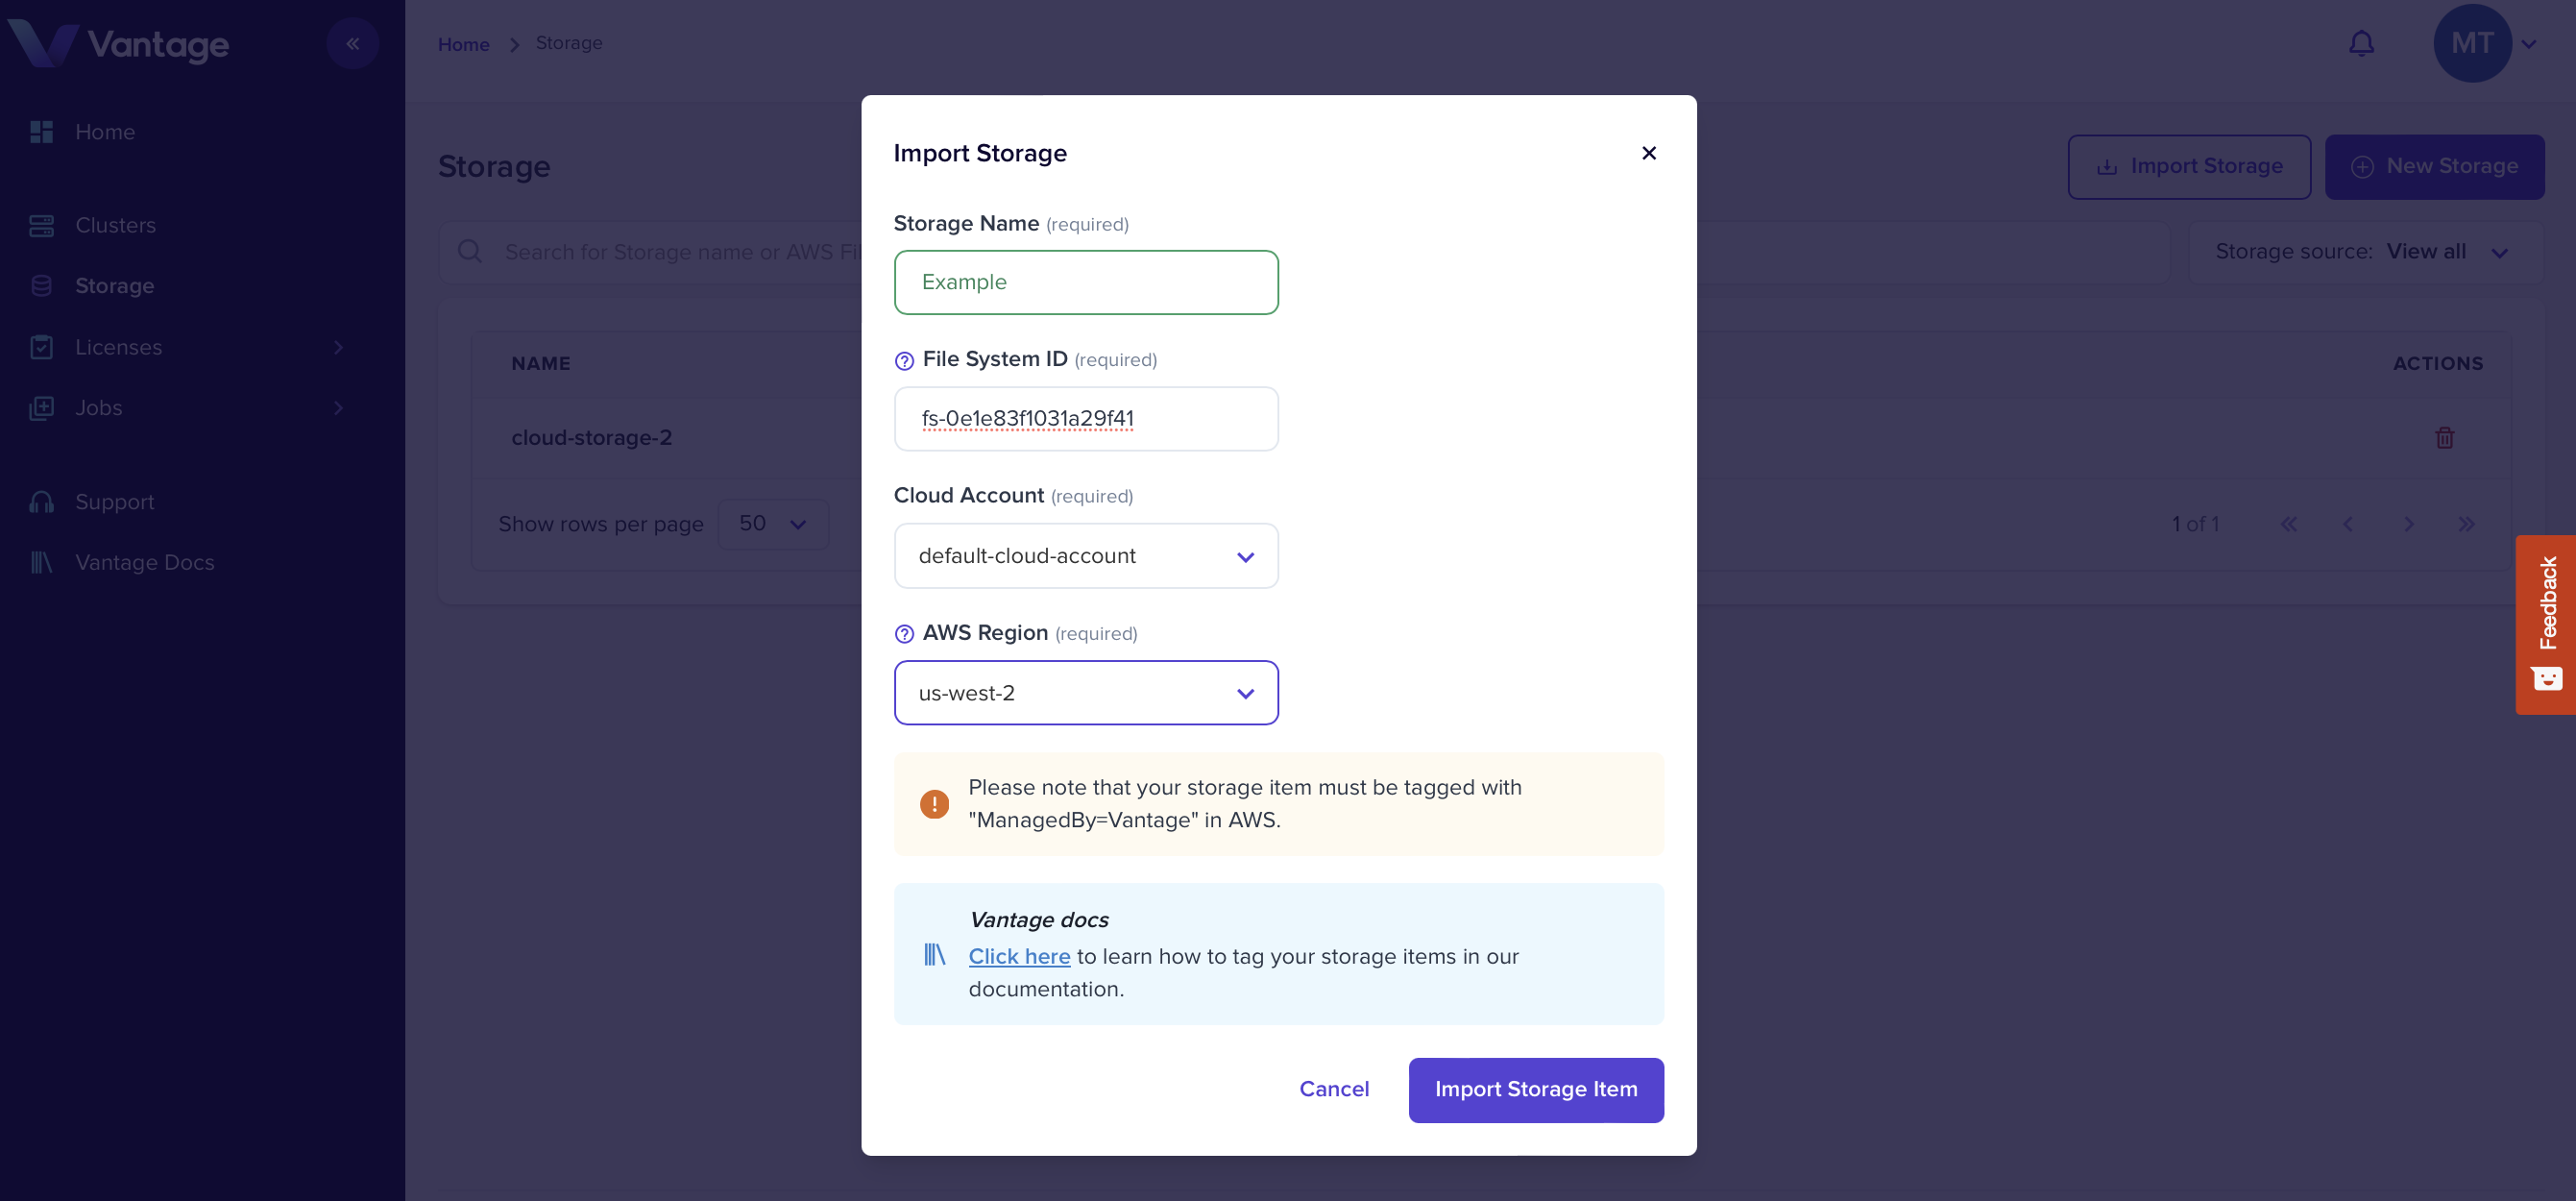 Vantage
Home
Clusters
Storage
Licenses
Jobs
Support
Vantage Docs
Home
Storage
MT
Storage
Import Storage
New Storage
Search for Storage name or AWS Fil
Storage source: View all
NAME
ACTIONS
cloud-storage-2
Show rows per page
50
1 of 1
Feedback
Import Storage
Storage Name (required)
Example
File System ID (required)
fs-0e1e83f1031a29f41
Cloud Account (required)
default-cloud-account
AWS Region (required)
us-west-2
Please note that your storage item must be tagged with
"ManagedBy=Vantage" in AWS.
Vantage docs
Click here to learn how to tag your storage items in our
documentation.
Cancel
Import Storage Item